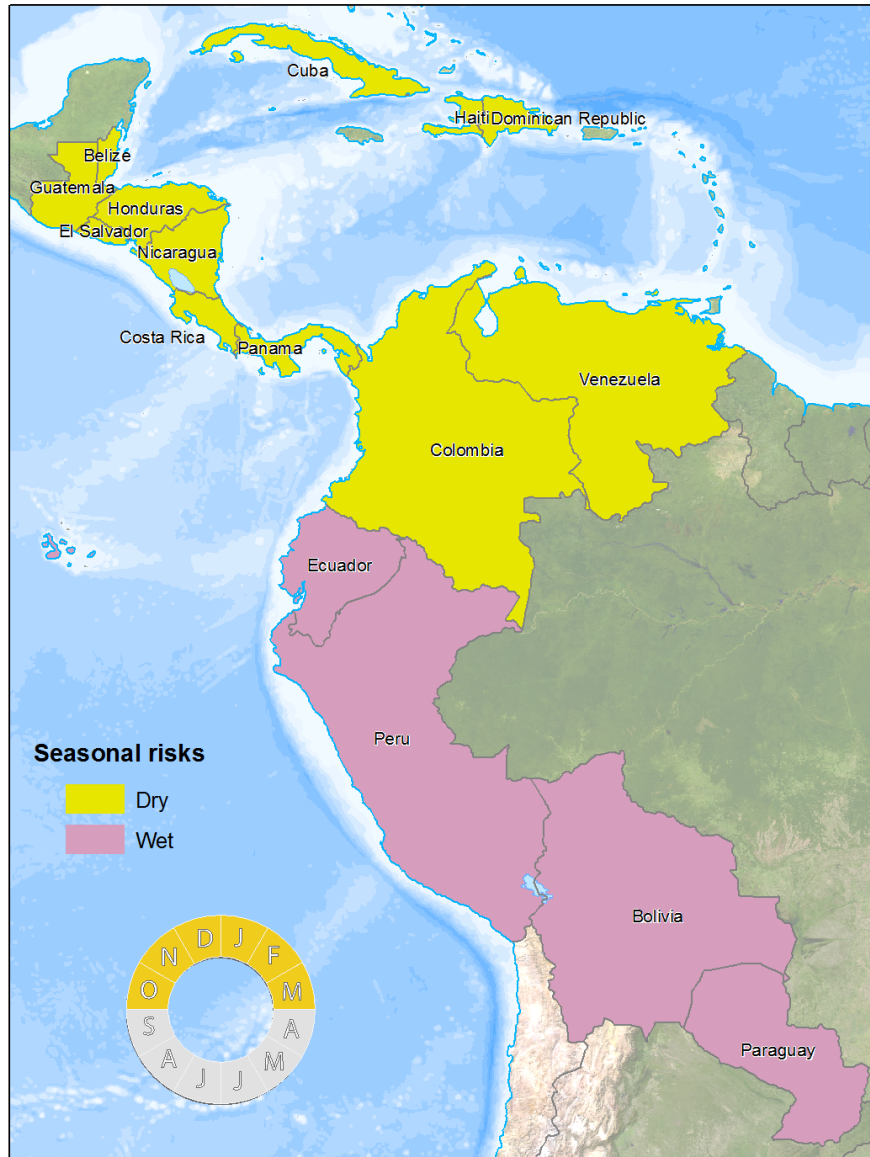 Cuba
Haiti Dominican Republic
Belize
Guatemala
Honduras
El Salvador
Nicaragua
Costa Rica
Panama
Venezuela
Colombia
Ecuador
Peru
Seasonal risks
Dry
Wet
Bolivia
Paraguay
J
F
M
A
M
J
J
A
S
O
N
D